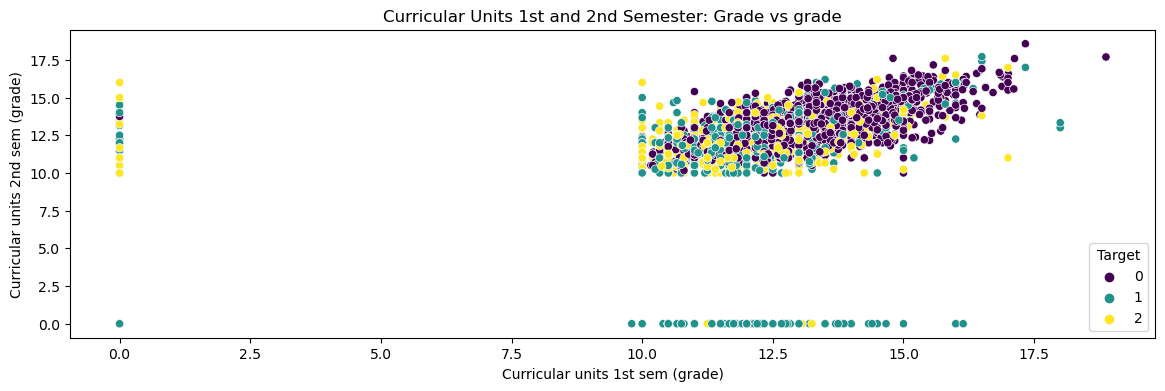 Curricular Units 1st and 2nd Semester: Grade vs grade
Curricular units 2nd sem (grade)
17.5
15.0
12.5
10.0
7.5
5.0
2.5
0.0
Target
0
1
2
0.0 2.5 5.0 7.5 10.0 12.5 15.0 17.5
Curricular units 1st sem (grade)